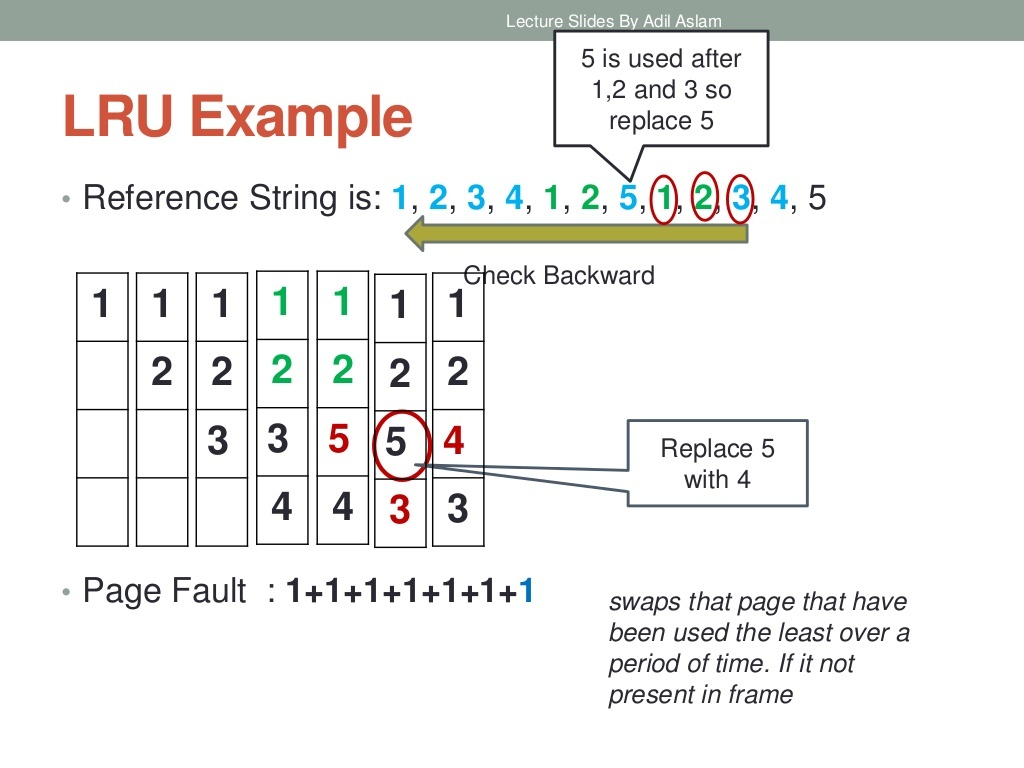 Lecture Slides By Adil Aslam
5 is used after
1,2 and 3 so
replace 5
LRU Example
• Reference String is: 1, 2, 3, 4, 1, 2, 5, 1, 2, 3, 4, 5
Check Backward
1 1 1 1 1 1 1
2 2 2 2 2 2
3 3 5 5 4
4 4 3 3
Replace 5
with 4
• Page Fault : 1+1+1+1+1+1+1
swaps that page that have
been used the least over a
period of time. If it not
present in frame